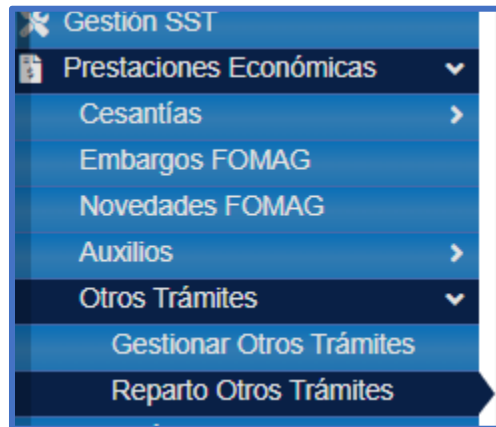 Gestión SST
Prestaciones Económicas
Cesantías
Embargos FOMAG
Novedades FOMAG
Auxilios
Otros Trámites
Gestionar Otros Trámites
Reparto Otros Trámites